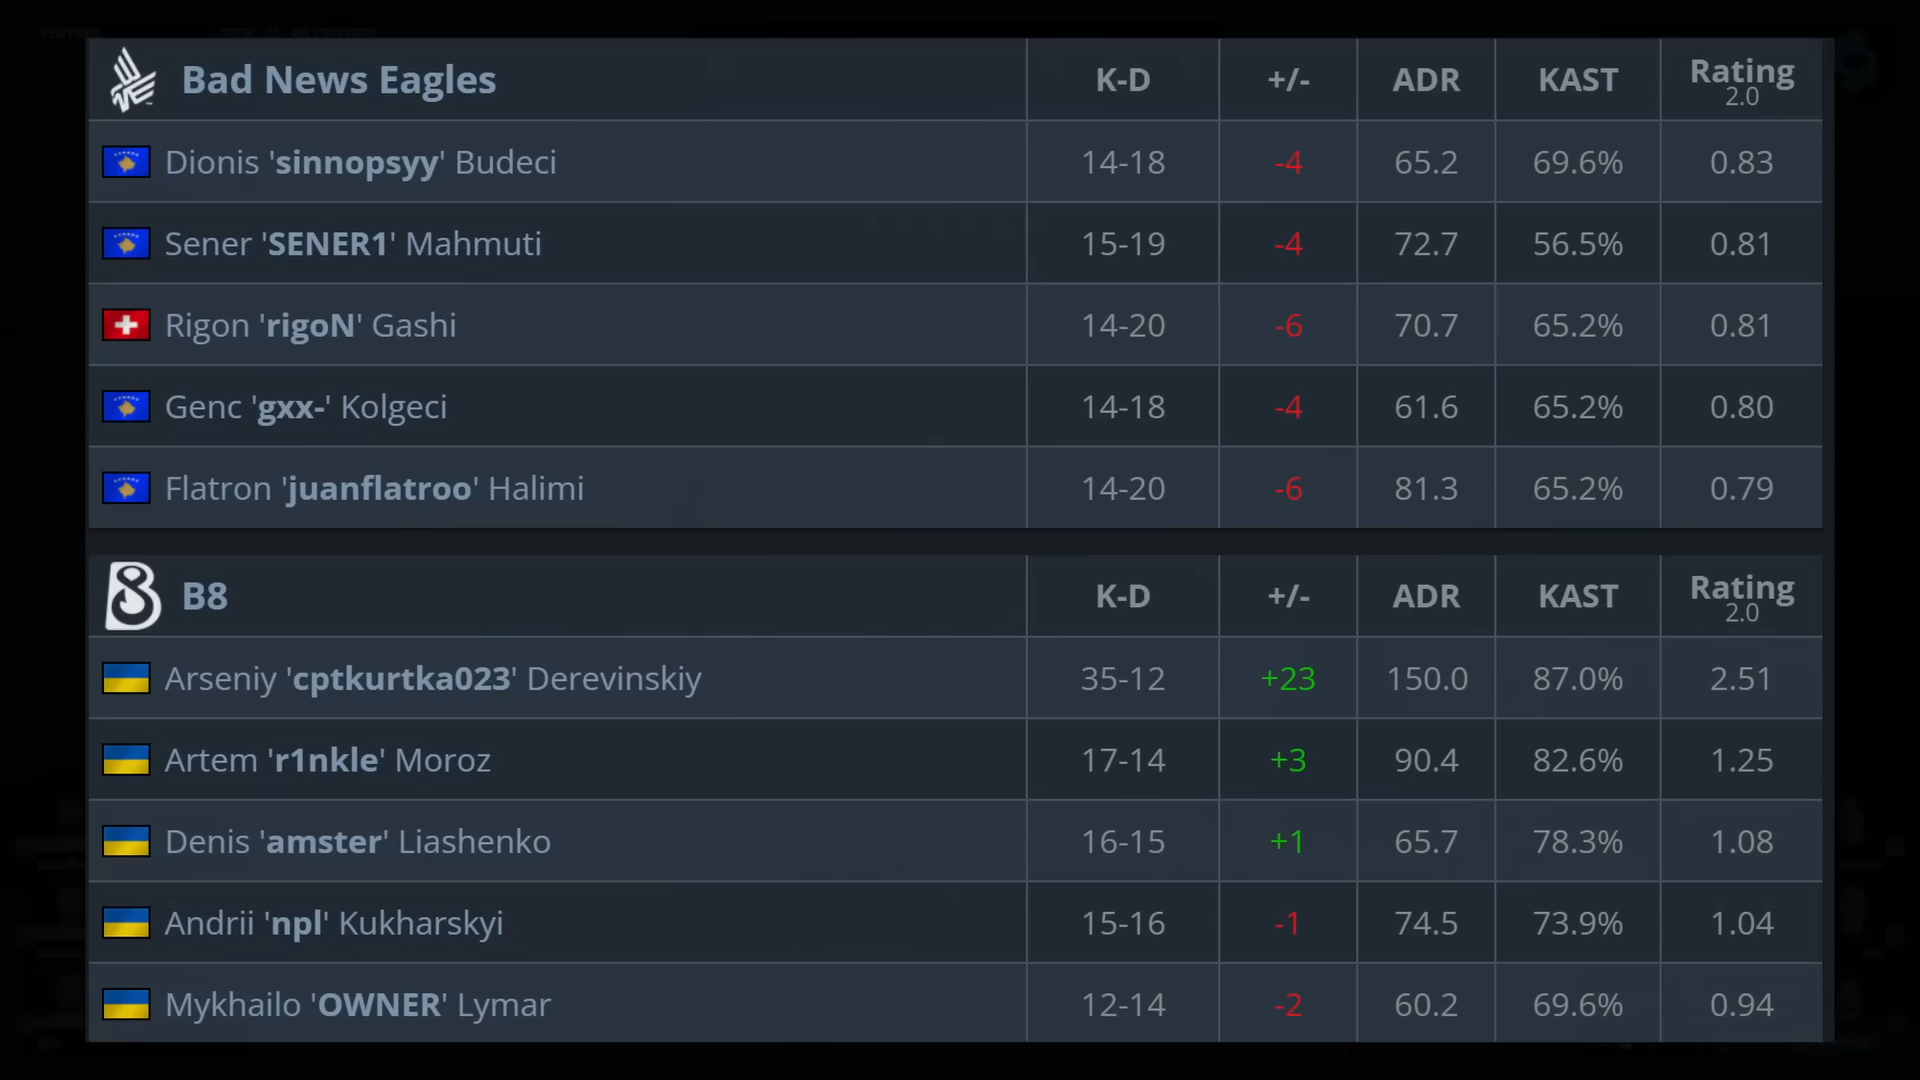 Bad News Eagles K-D +/- ADR KAST Rating 2.0
Dionis 'sinnopsyy' Budeci 14-18 -4 65.2 69.6% 0.83
Sener 'SENER1' Mahmuti 15-19 -4 72.7 56.5% 0.81
Rigon 'rigoN' Gashi 14-20 -6 70.7 65.2% 0.81
Genc 'gxx-' Kolgeci 14-18 -4 61.6 65.2% 0.80
Flatron 'juanflatroo' Halimi 14-20 -6 81.3 65.2% 0.79
B8 K-D +/- ADR KAST Rating 2.0
Arseniy 'cptkurtka023' Derevinskiy 35-12 +23 150.0 87.0% 2.51
Artem 'r1nkle' Moroz 17-14 +3 90.4 82.6% 1.25
Denis 'amster' Liashenko 16-15 +1 65.7 78.3% 1.08
Andrii 'npl' Kukharskyi 15-16 -1 74.5 73.9% 1.04
Mykhailo 'OWNER' Lymar 12-14 -2 60.2 69.6% 0.94